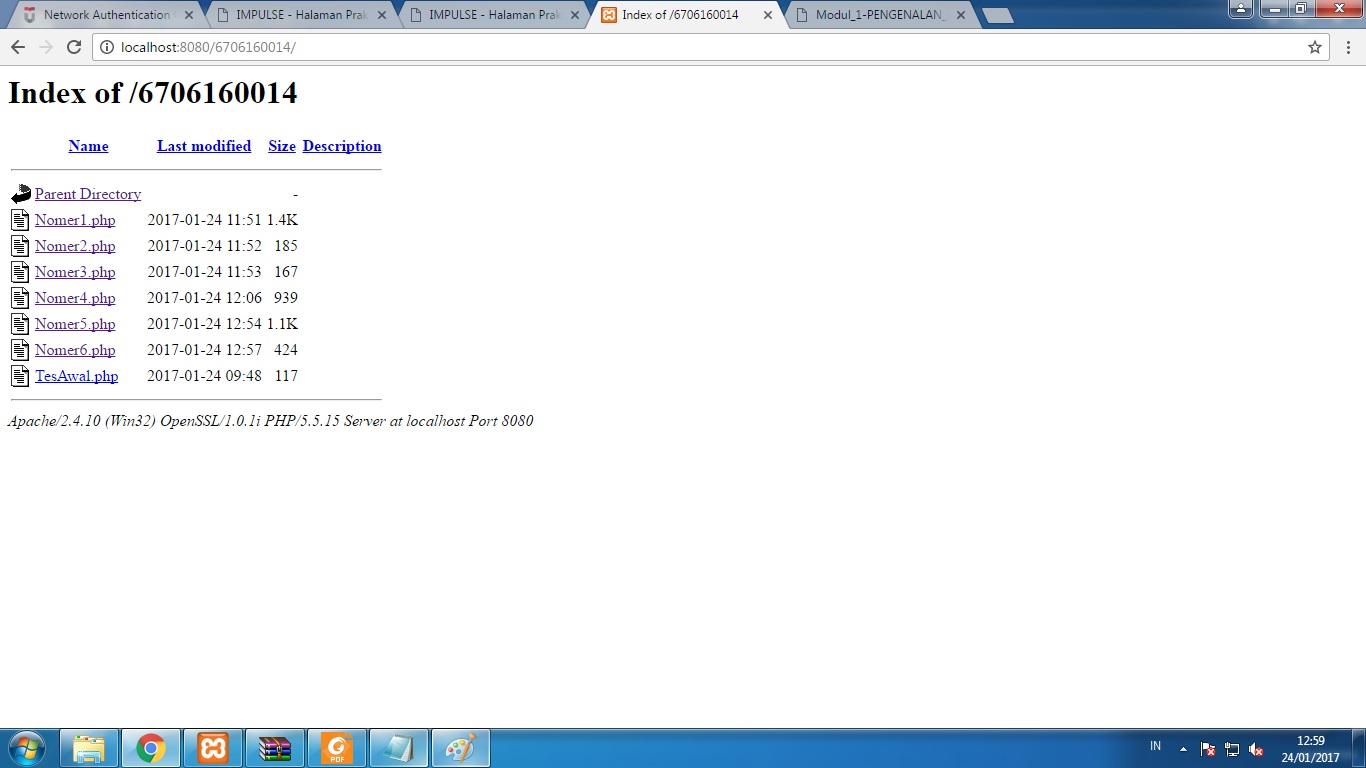 Network Authentication
IMPULSE - Halaman Prak
IMPULSE - Halaman Prak
Index of /6706160014
Modul_1-PENGENALAN_
localhost:8080/6706160014/
Index of /6706160014
Name Last modified Size Description
Parent Directory -
Nomer1.php 2017-01-24 11:51 1.4K
Nomer2.php 2017-01-24 11:52 185
Nomer3.php 2017-01-24 11:53 167
Nomer4.php 2017-01-24 12:06 939
Nomer5.php 2017-01-24 12:54 1.1K
Nomer6.php 2017-01-24 12:57 424
TesAwal.php 2017-01-24 09:48 117
Apache/2.4.10 (Win32) OpenSSL/1.0.1i PHP/5.5.15 Server at localhost Port 8080
PDF
IN
12:59
24/01/2017